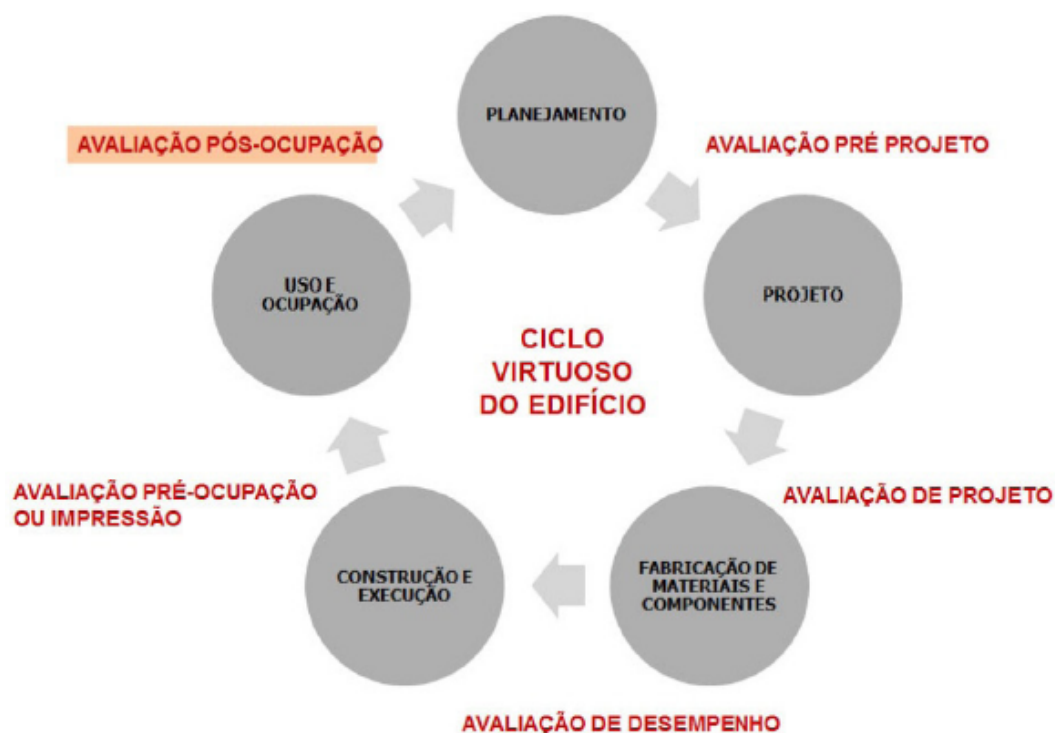 PLANEJAMENTO
AVALIAÇÃO PÓS-OCUPAÇÃO
AVALIAÇÃO PRÉ PROJETO
USO E
OCUPAÇÃO
PROJETO
CICLO
VIRTUOSO
DO EDIFÍCIO
AVALIAÇÃO PRÉ-OCUPAÇÃO
OU IMPRESSÃO
AVALIAÇÃO DE PROJETO
CONSTRUÇÃO E
EXECUÇÃO
FABRICAÇÃO DE
MATERIAIS E
COMPONENTES
AVALIAÇÃO DE DESEMPENHO